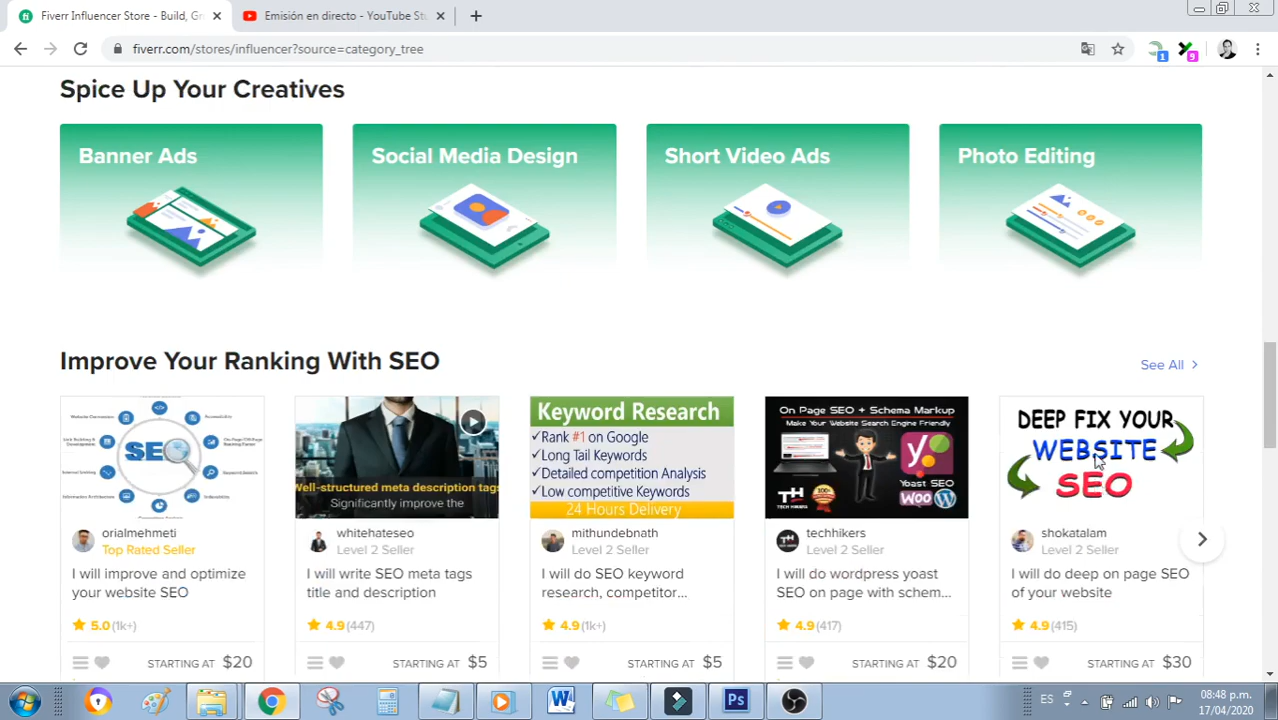 Fiverr Influencer Store - Build, Gr
Emisión en directo - YouTube Stu
fiverr.com/stores/influencer?source=category_tree
1
9
Spice Up Your Creatives
Banner Ads
Social Media Design
Short Video Ads
Photo Editing
Improve Your Ranking With SEO
See All
SEO
Well-structured meta description tags
Significantly improve the
Keyword Research
✓Rank #1 on Google
✓Long Tail Keywords
✓Detailed competition Analysis
✓Low competitive Keywords
24 Hours Delivery
On Page SEO + Schema Markup
Make Your Website Search Engine Friendly
Yoast SEO
WOO
TH
TECH HIKERS
DEEP FIX YOUR
WEBSITE
SEO
orialmehmeti
Top Rated Seller
whitehateseo
Level 2 Seller
mithundebnath
Level 2 Seller
techhikers
Level 2 Seller
shokatalam
Level 2 Seller
I will improve and optimize
your website SEO
I will write SEO meta tags
title and description
I will do SEO keyword
research, competitor...
I will do wordpress yoast
SEO on page with schem...
I will do deep on page SEO
of your website
5.0 (1k+)
4.9 (447)
4.9 (1k+)
4.9 (417)
4.9 (415)
STARTING AT $20
STARTING AT $5
STARTING AT $5
STARTING AT $20
STARTING AT $30
Ps
ES
08:48 p.m.
17/04/2020